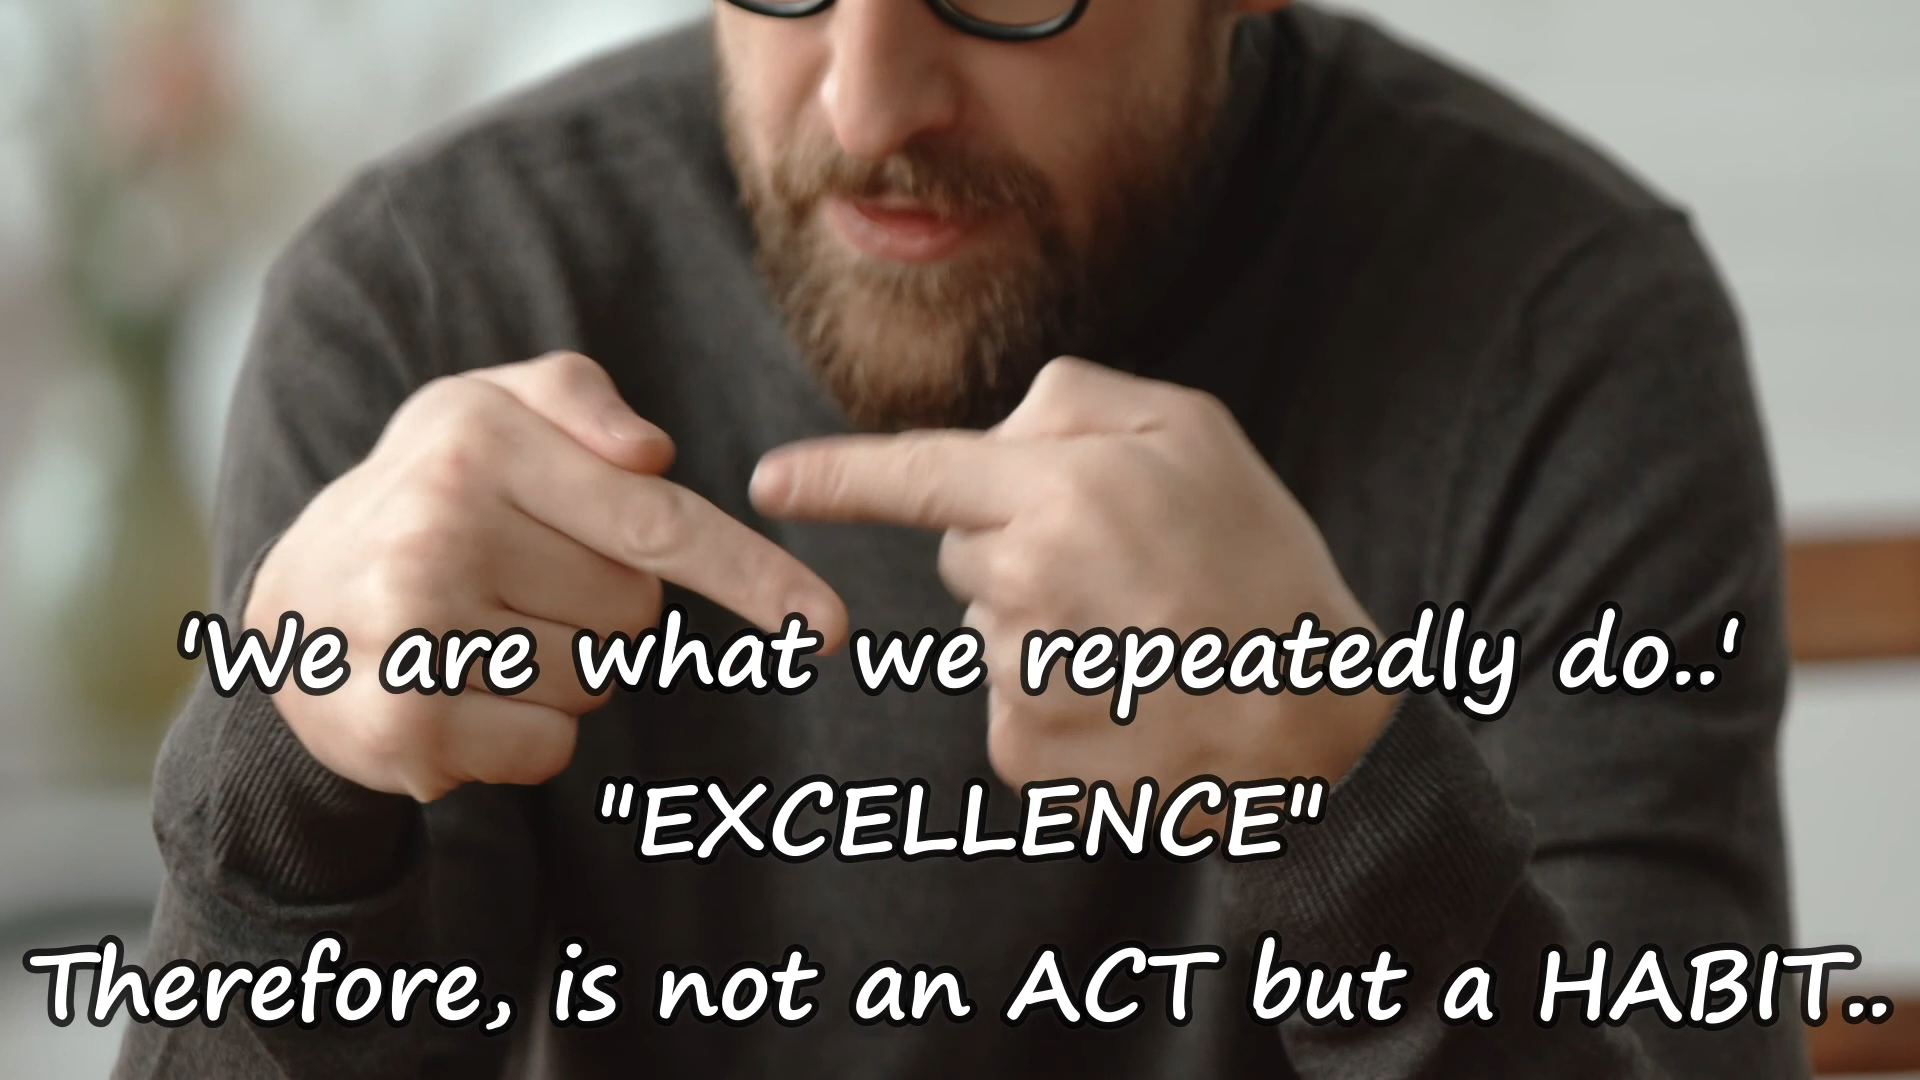 'We are what we repeatedly do..'
"EXCELLENCE"
Therefore, is not an ACT but a HABIT..